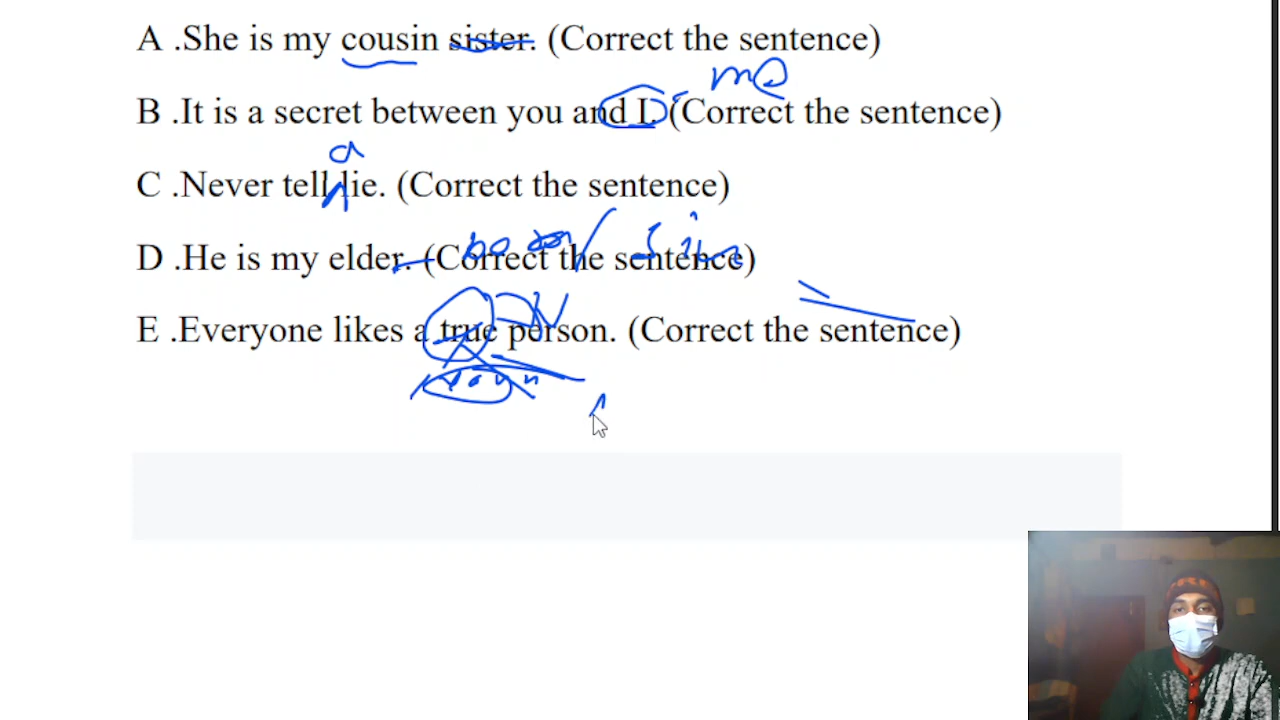 A .She is my cousin sister. (Correct the sentence)
me
B .It is a secret between you and I. (Correct the sentence)
a
C .Never tell lie. (Correct the sentence)
D .He is my elder. (Correct the sentence)
E .Everyone likes a true person. (Correct the sentence)